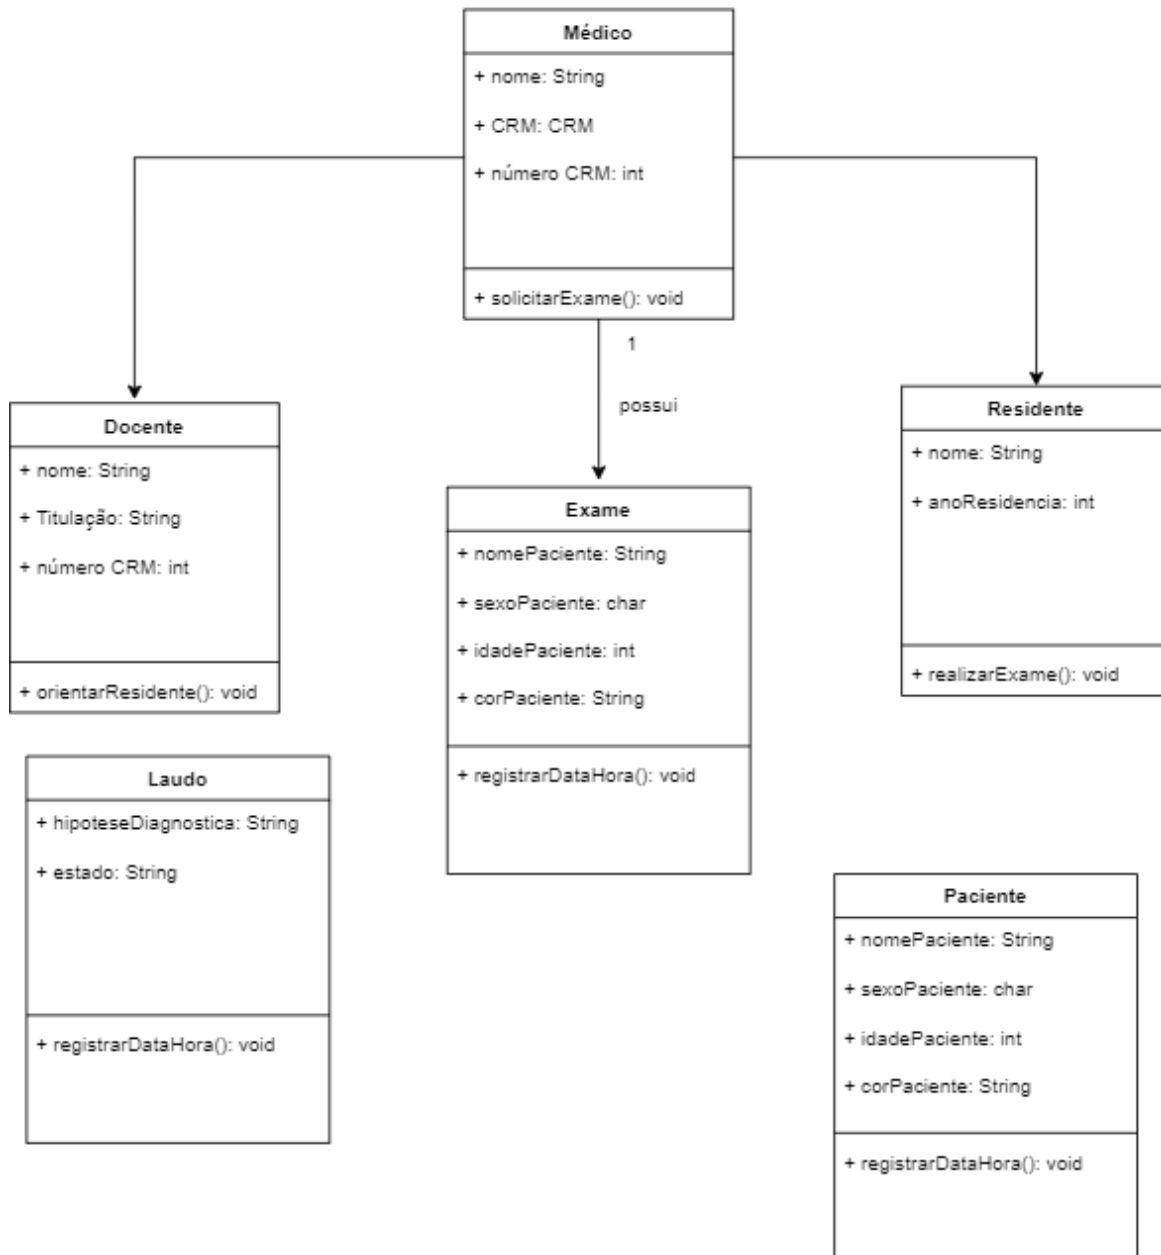 Médico
+ nome: String
+ CRM: CRM
+ número CRM: int
+ solicitarExame(): void
1
possui
Docente
+ nome: String
+ Titulação: String
+ número CRM: int
+ orientarResidente(): void
Exame
+ nomePaciente: String
+ sexoPaciente: char
+ idadePaciente: int
+ corPaciente: String
+ registrarDataHora(): void
Residente
+ nome: String
+ anoResidencia: int
+ realizarExame(): void
Laudo
+ hipoteseDiagnostica: String
+ estado: String
+ registrarDataHora(): void
Paciente
+ nomePaciente: String
+ sexoPaciente: char
+ idadePaciente: int
+ corPaciente: String
+ registrarDataHora(): void